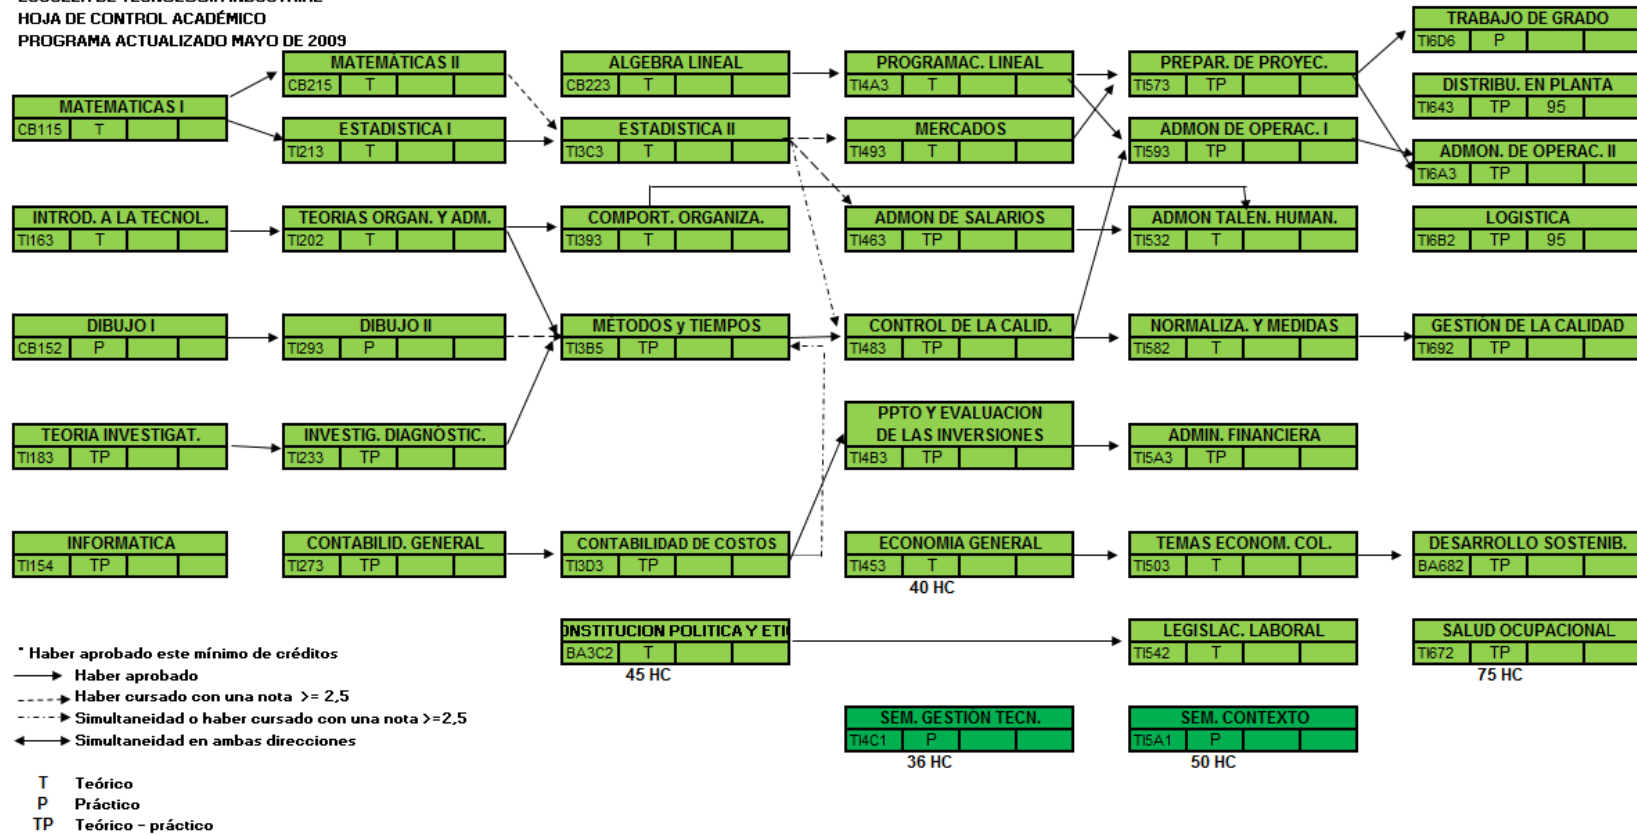 HOJA DE CONTROL ACADÉMICO
PROGRAMA ACTUALIZADO MAYO DE 2009
MATEMATICAS I
CB115 T
INTROD. A LA TECNOL.
TI163 T
DIBUJO I
CB152 P
TEORIA INVESTIGAT.
TI183 TP
INFORMATICA
TI154 TP
MATEMÁTICAS II
CB215 T
ESTADISTICA I
TI213 T
TEORIAS ORGAN. Y ADM.
TI202 T
DIBUJO II
TI293 P
INVESTIG. DIAGNÓSTIC.
TI233 TP
CONTABILID. GENERAL
TI273 TP
ALGEBRA LINEAL
CB223 T
ESTADISTICA II
TI3C3 T
COMPORT. ORGANIZA.
TI393 T
MÉTODOS y TIEMPOS
TI3B5 TP
CONTABILIDAD DE COSTOS
TI3D3 TP
ONSTITUCION POLITICA Y ETI
BA3C2 T
45 HC
PROGRAMAC. LINEAL
TI4A3 T
MERCADOS
TI493 T
ADMON DE SALARIOS
TI463 TP
CONTROL DE LA CALID.
TI483 TP
PPTO Y EVALUACION
DE LAS INVERSIONES
TI4B3 TP
ECONOMIA GENERAL
TI453 T
40 HC
SEM. GESTIÓN TECN.
TI4C1 P
36 HC
PREPAR. DE PROYEC.
TI573 TP
ADMON DE OPERAC. I
TI593 TP
ADMON TALEN. HUMAN.
TI532 T
NORMALIZA. Y MEDIDAS
TI582 T
ADMIN. FINANCIERA
TI5A3 TP
TEMAS ECONOM. COL.
TI503 T
LEGISLAC. LABORAL
TI542 T
SEM. CONTEXTO
TI5A1 P
50 HC
TRABAJO DE GRADO
TI6D6 P
DISTRIBU. EN PLANTA
TI643 TP 95
ADMON. DE OPERAC. II
TI6A3 TP
LOGISTICA
TI6B2 TP 95
GESTIÓN DE LA CALIDAD
TI692 TP
DESARROLLO SOSTENIB.
BA682 TP
SALUD OCUPACIONAL
TI672 TP
75 HC
* Haber aprobado este mínimo de créditos
Haber aprobado
Haber cursado con una nota >= 2,5
Simultaneidad o haber cursado con una nota >=2,5
Simultaneidad en ambas direcciones
T Teórico
P Práctico
TP Teórico - práctico